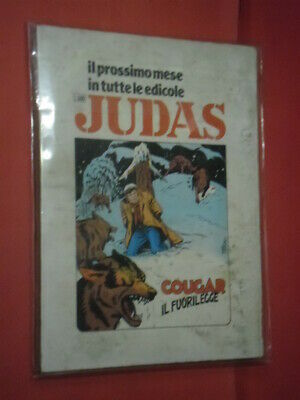 il prossimo mese
in tutte le edicole
JUDAS
COUGAR
IL FUORILEGGE